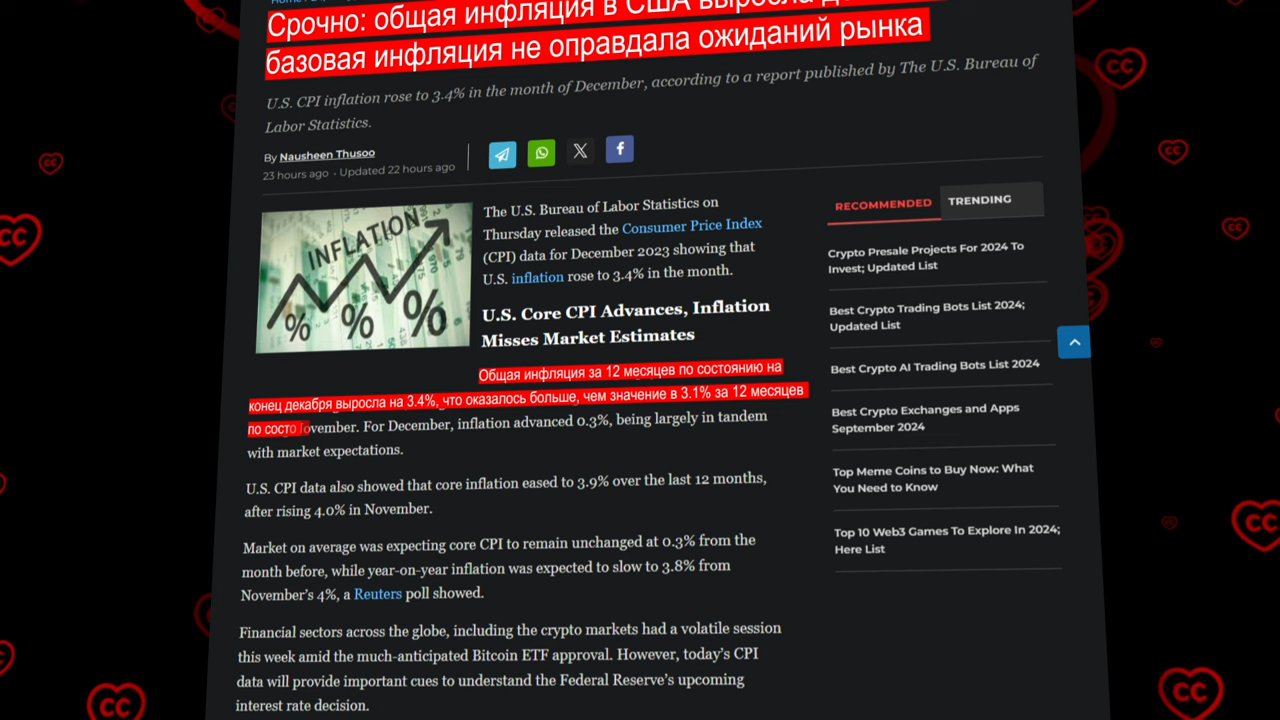 Срочно: общая инфляция в США выросла
базовая инфляция не оправдала ожиданий рынка
U.S. CPI inflation rose to 3.4% in the month of December, according to a report published by The U.S. Bureau of
Labor Statistics.
By Nausheen Thusoo
23 hours ago · Updated 22 hours ago
INFLATION
% % %
The U.S. Bureau of Labor Statistics on
Thursday released the Consumer Price Index
(CPI) data for December 2023 showing that
U.S. inflation rose to 3.4% in the month.
U.S. Core CPI Advances, Inflation
Misses Market Estimates
Общая инфляция за 12 месяцев по состоянию на
конец декабря выросла на 3.4%, что оказалось больше, чем значение в 3.1% за 12 месяцев
по состо ovember. For December, inflation advanced 0.3%, being largely in tandem
with market expectations.
U.S. CPI data also showed that core inflation eased to 3.9% over the last 12 months,
after rising 4.0% in November.
Market on average was expecting core CPI to remain unchanged at 0.3% from the
month before, while year-on-year inflation was expected to slow to 3.8% from
November's 4%, a Reuters poll showed.
Financial sectors across the globe, including the crypto markets had a volatile session
this week amid the much-anticipated Bitcoin ETF approval. However, today's CPI
data will provide important cues to understand the Federal Reserve's upcoming
interest rate decision.
RECOMMENDED TRENDING
Crypto Presale Projects For 2024 To
Invest; Updated List
Best Crypto Trading Bots List 2024;
Updated List
Best Crypto AI Trading Bots List 2024
Best Crypto Exchanges and Apps
September 2024
Top Meme Coins to Buy Now: What
You Need to Know
Top 10 Web3 Games To Explore In 2024;
Here List
CC
CC
CC
CC
CC
CC
CC